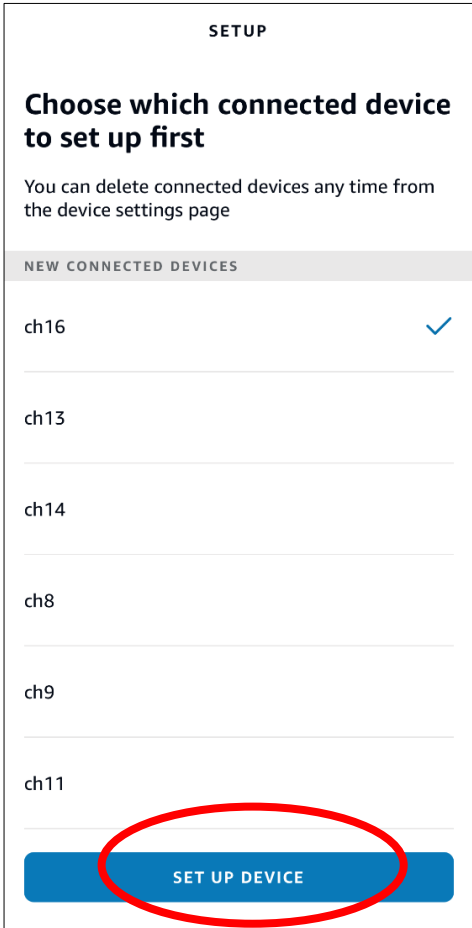 SETUP
Choose which connected device
to set up first
You can delete connected devices any time from
the device settings page
NEW CONNECTED DEVICES
ch16
ch13
ch14
ch8
ch9
ch11
SET UP DEVICE